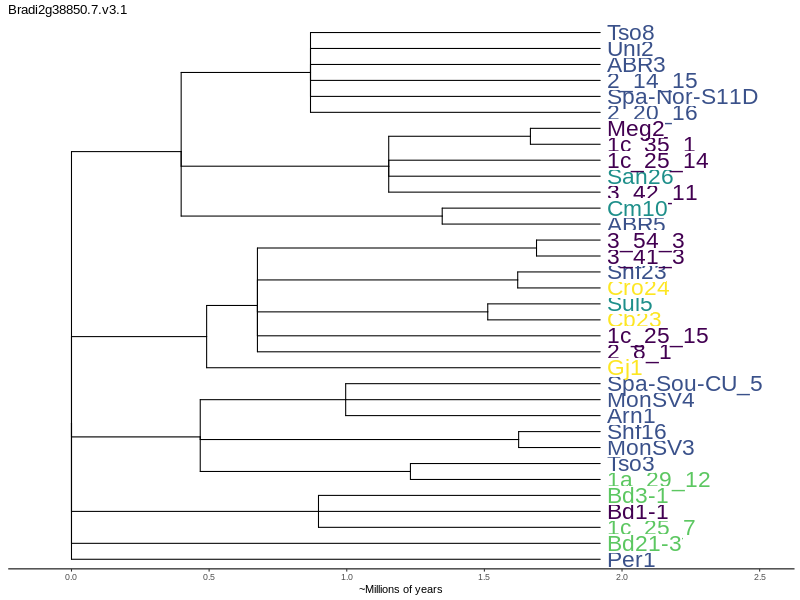 Bradi2g38850.7.v3.1
Tso8
Uni2
ABR3
2_14_15
Spa-Nor-S11D
2_20_16
Meg2
1c_35_1
1c_25_14
San26
3_42_11
Cm10
ABR5
3_54_3
3_41_3
Shf23
Cro24
Sul5
Cb23
1c_25_15
2_8_1
Gj1
Spa-Sou-CU_5
MonSV4
Arn1
Shf16
MonSV3
Tso3
1a_29_12
Bd3-1
Bd1-1
1c_25_7
Bd21-3
Per1
0.0 0.5 1.0 1.5 2.0 2.5
~Millions of years